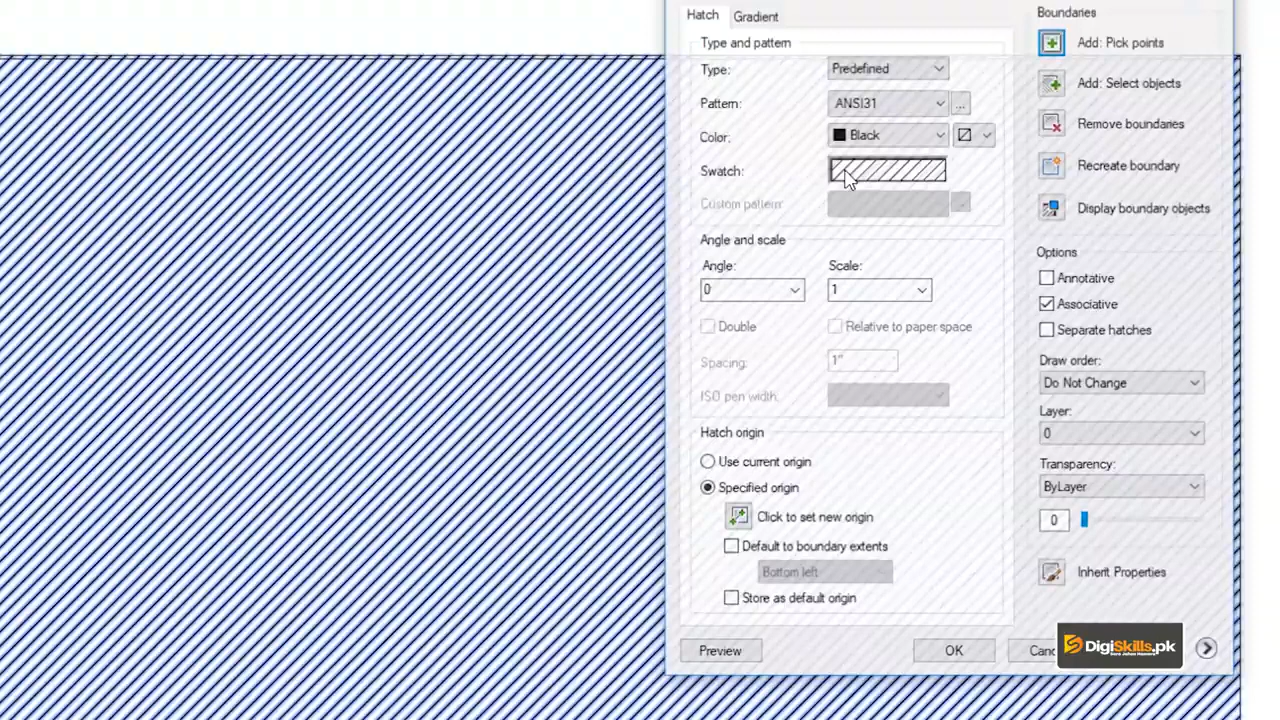 Hatch Gradient
Type and pattern
Type: Predefined
Pattern: ANSI31 ...
Color: Black
Swatch:
Custom pattern: ...
Angle and scale
Angle: Scale:
0 1
Double Relative to paper space
Spacing: 1"
ISO pen width:
Hatch origin
Use current origin
Specified origin
Click to set new origin
Default to boundary extents
Bottom left
Store as default origin
Boundaries
Add: Pick points
Add: Select objects
Remove boundaries
Recreate boundary
Display boundary objects
Options
Annotative
Associative
Separate hatches
Draw order:
Do Not Change
Layer:
0
Transparency:
ByLayer
0
Inherit Properties
Preview OK Canc
DigiSkills.pk